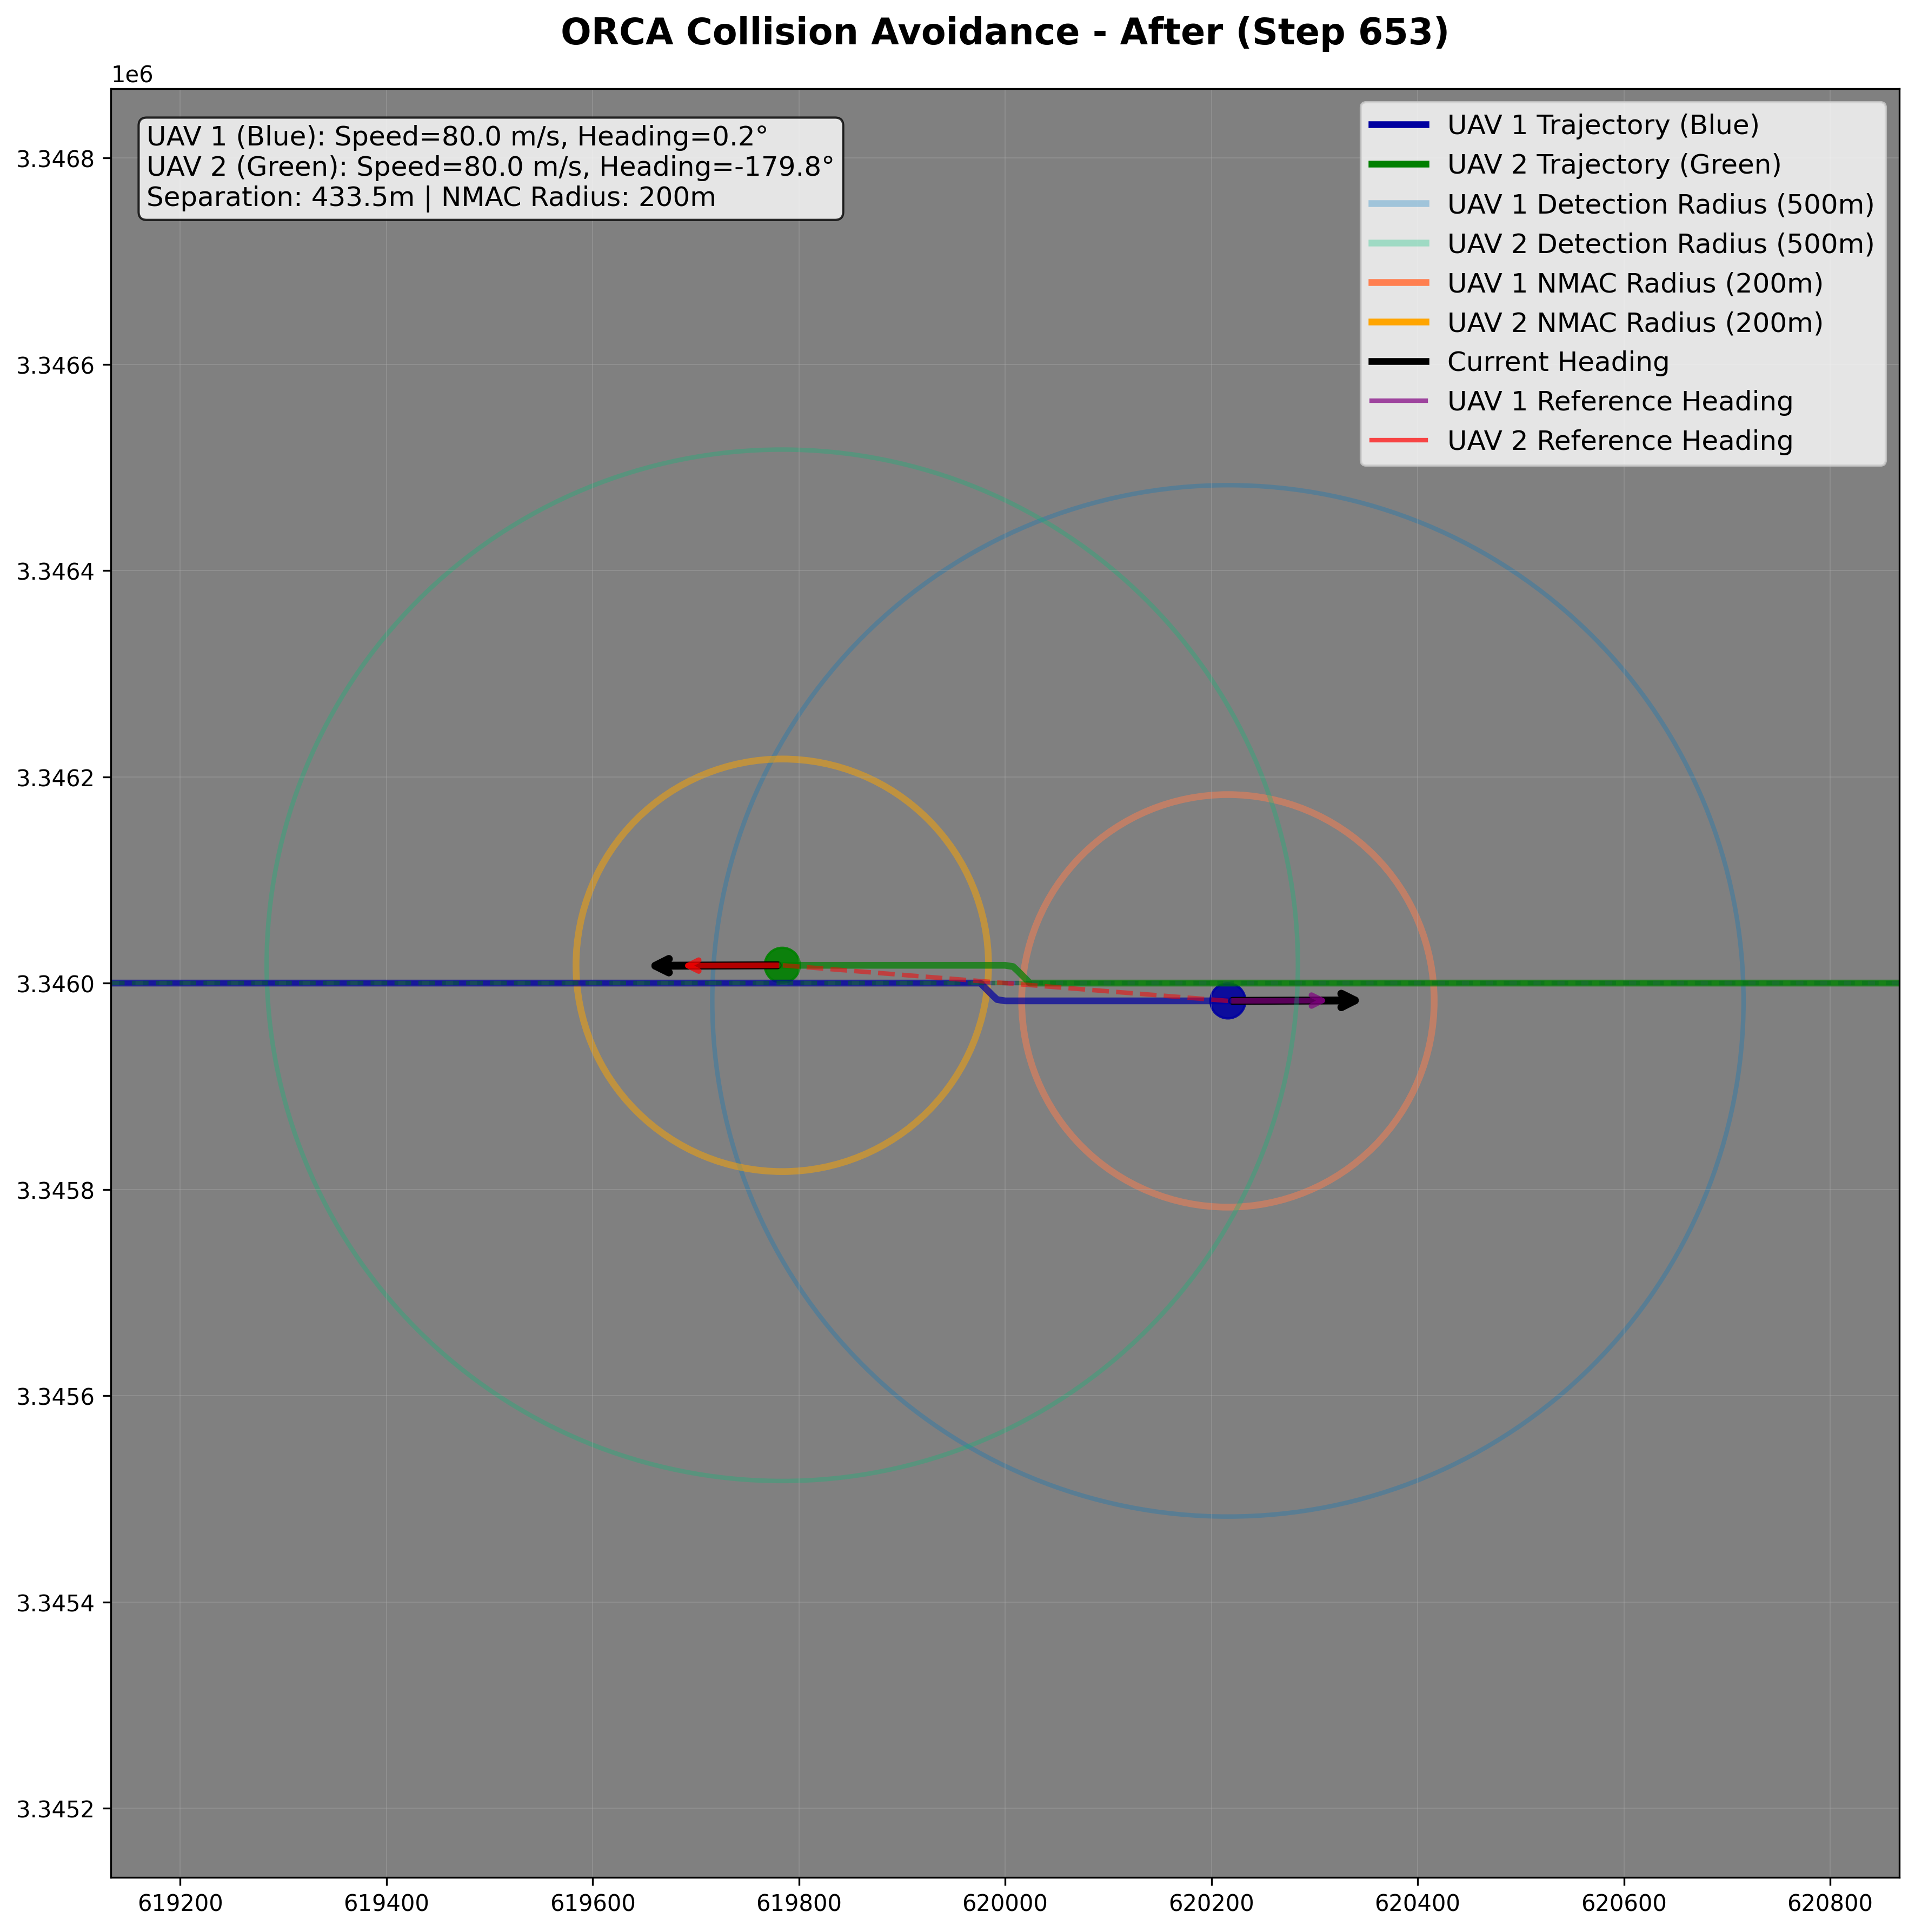 ORCA Collision Avoidance - After (Step 653)
1e6
UAV 1 (Blue): Speed=80.0 m/s, Heading=0.2°
UAV 2 (Green): Speed=80.0 m/s, Heading=-179.8°
Separation: 433.5m | NMAC Radius: 200m
UAV 1 Trajectory (Blue)
UAV 2 Trajectory (Green)
UAV 1 Detection Radius (500m)
UAV 2 Detection Radius (500m)
UAV 1 NMAC Radius (200m)
UAV 2 NMAC Radius (200m)
Current Heading
UAV 1 Reference Heading
UAV 2 Reference Heading
3.3468
3.3466
3.3464
3.3462
3.3460
3.3458
3.3456
3.3454
3.3452
619200 619400 619600 619800 620000 620200 620400 620600 620800